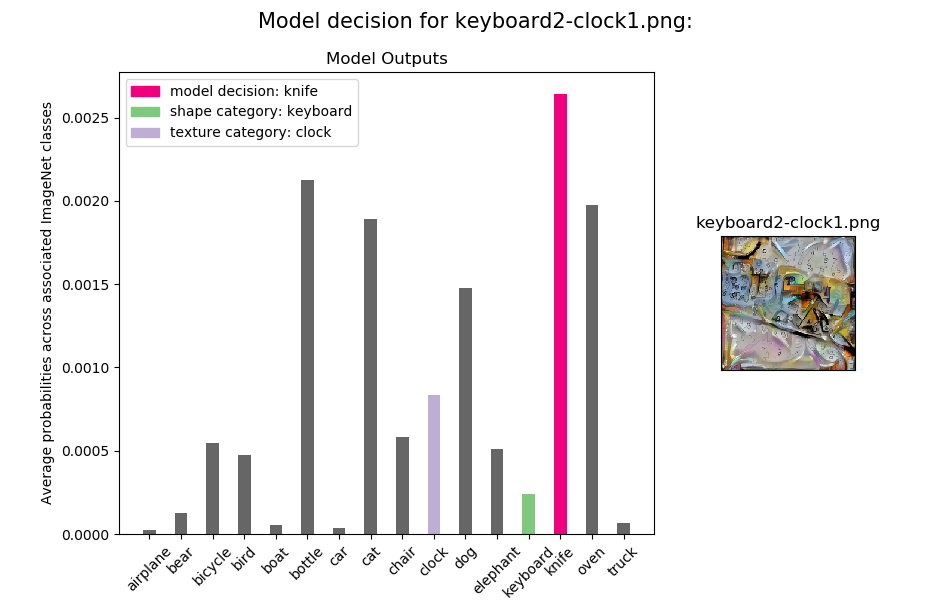 Model decision for keyboard2-clock1.png:
Model Outputs
model decision: knife
shape category: keyboard
texture category: clock
Average probabilities across associated ImageNet classes
0.0025
0.0020
0.0015
0.0010
0.0005
0.0000
airplane
bear
bicycle
bird
boat
bottle
car
cat
chair
clock
dog
elephant
keyboard
knife
oven
truck
keyboard2-clock1.png